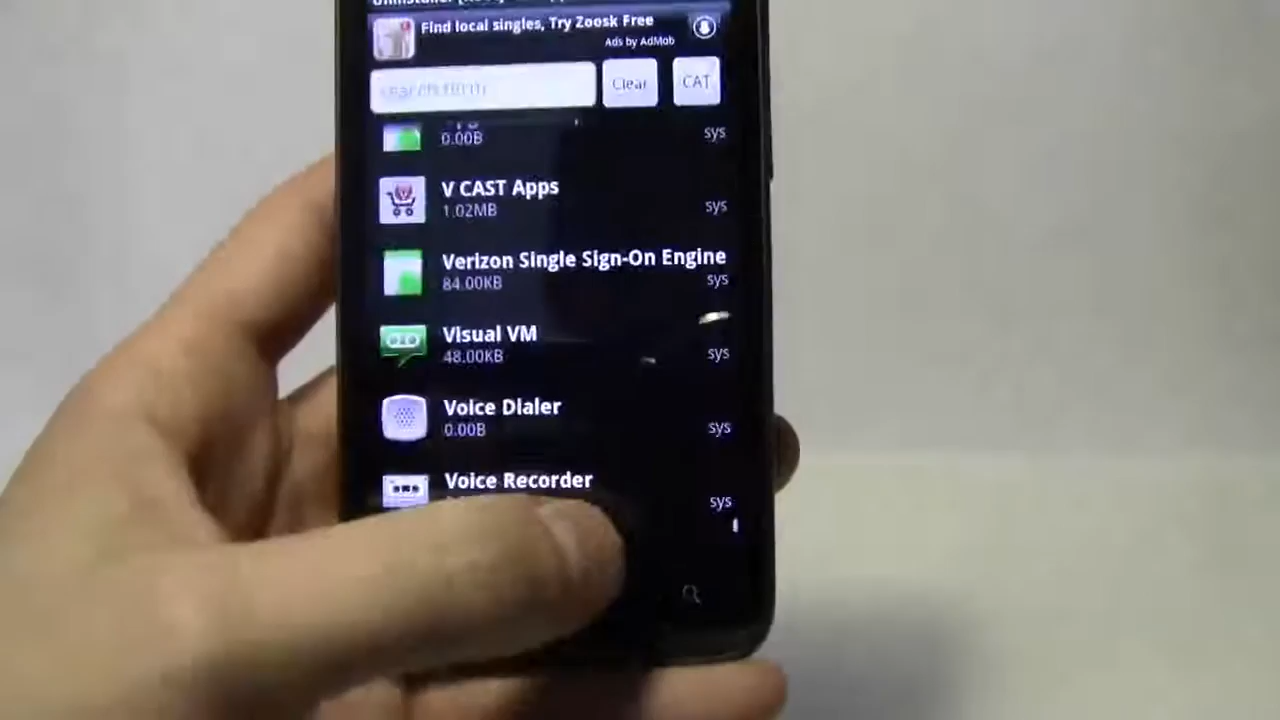 Find local singles, Try Zoosk Free
Ads by AdMob
Clear
CAT
0.00B
sys
V CAST Apps
1.02MB
sys
Verizon Single Sign-On Engine
84.00KB
sys
Visual VM
48.00KB
sys
Voice Dialer
0.00B
sys
Voice Recorder
sys